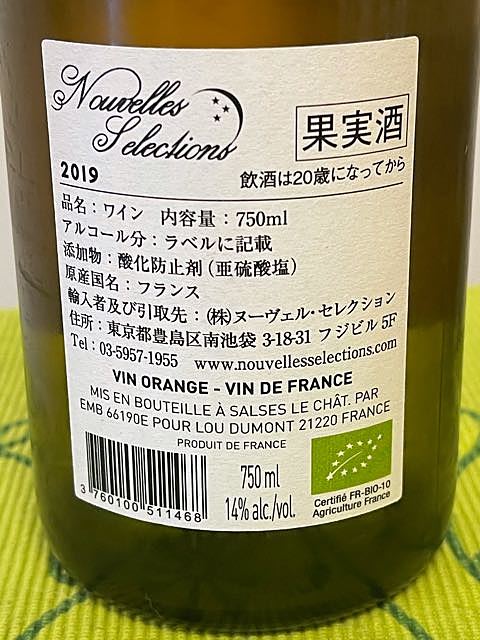 Nouvelles
Selections
果実酒
2019
飲酒は20歳になってから
品名：ワイン 内容量：750ml
アルコール分：ラベルに記載
添加物：酸化防止剤（亜硫酸塩）
原産国名：フランス
輸入者及び引取先：㈱ヌーヴェル・セレクション
住所：東京都豊島区南池袋 3-18-31 フジビル 5F
Tel：03-5957-1955 www.nouvellesselections.com
VIN ORANGE - VIN DE FRANCE
MIS EN BOUTEILLE À SALSES LE CHÂT. PAR
EMB 66190E POUR LOU DUMONT 21220 FRANCE
PRODUIT DE FRANCE
3 760100 511468
750 ml
14% alc./vol.
Certifié FR-BIO-10
Agriculture France